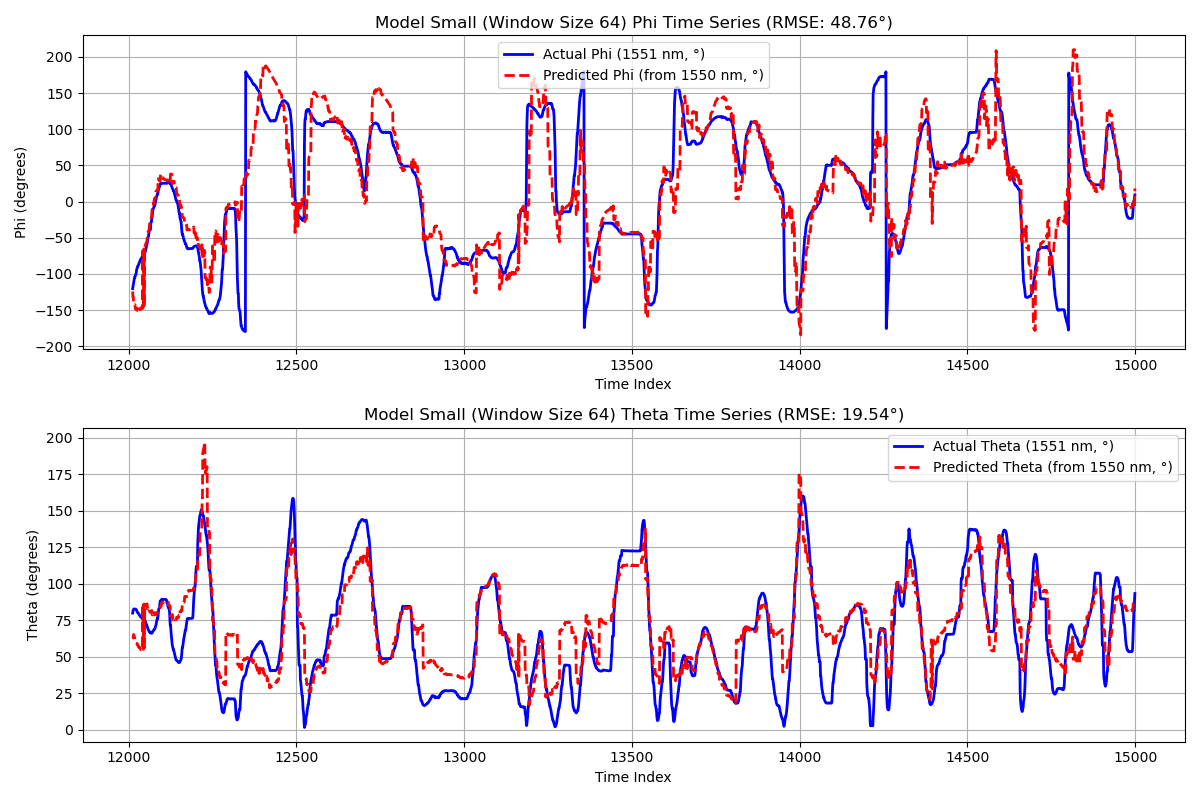 Model Small (Window Size 64) Phi Time Series (RMSE: 48.76°)
Actual Phi (1551 nm, °)
Predicted Phi (from 1550 nm, °)
Phi (degrees)
200
150
100
50
0
−50
−100
−150
−200
12000 12500 13000 13500 14000 14500 15000
Time Index
Model Small (Window Size 64) Theta Time Series (RMSE: 19.54°)
Actual Theta (1551 nm, °)
Predicted Theta (from 1550 nm, °)
Theta (degrees)
200
175
150
125
100
75
50
25
0
12000 12500 13000 13500 14000 14500 15000
Time Index